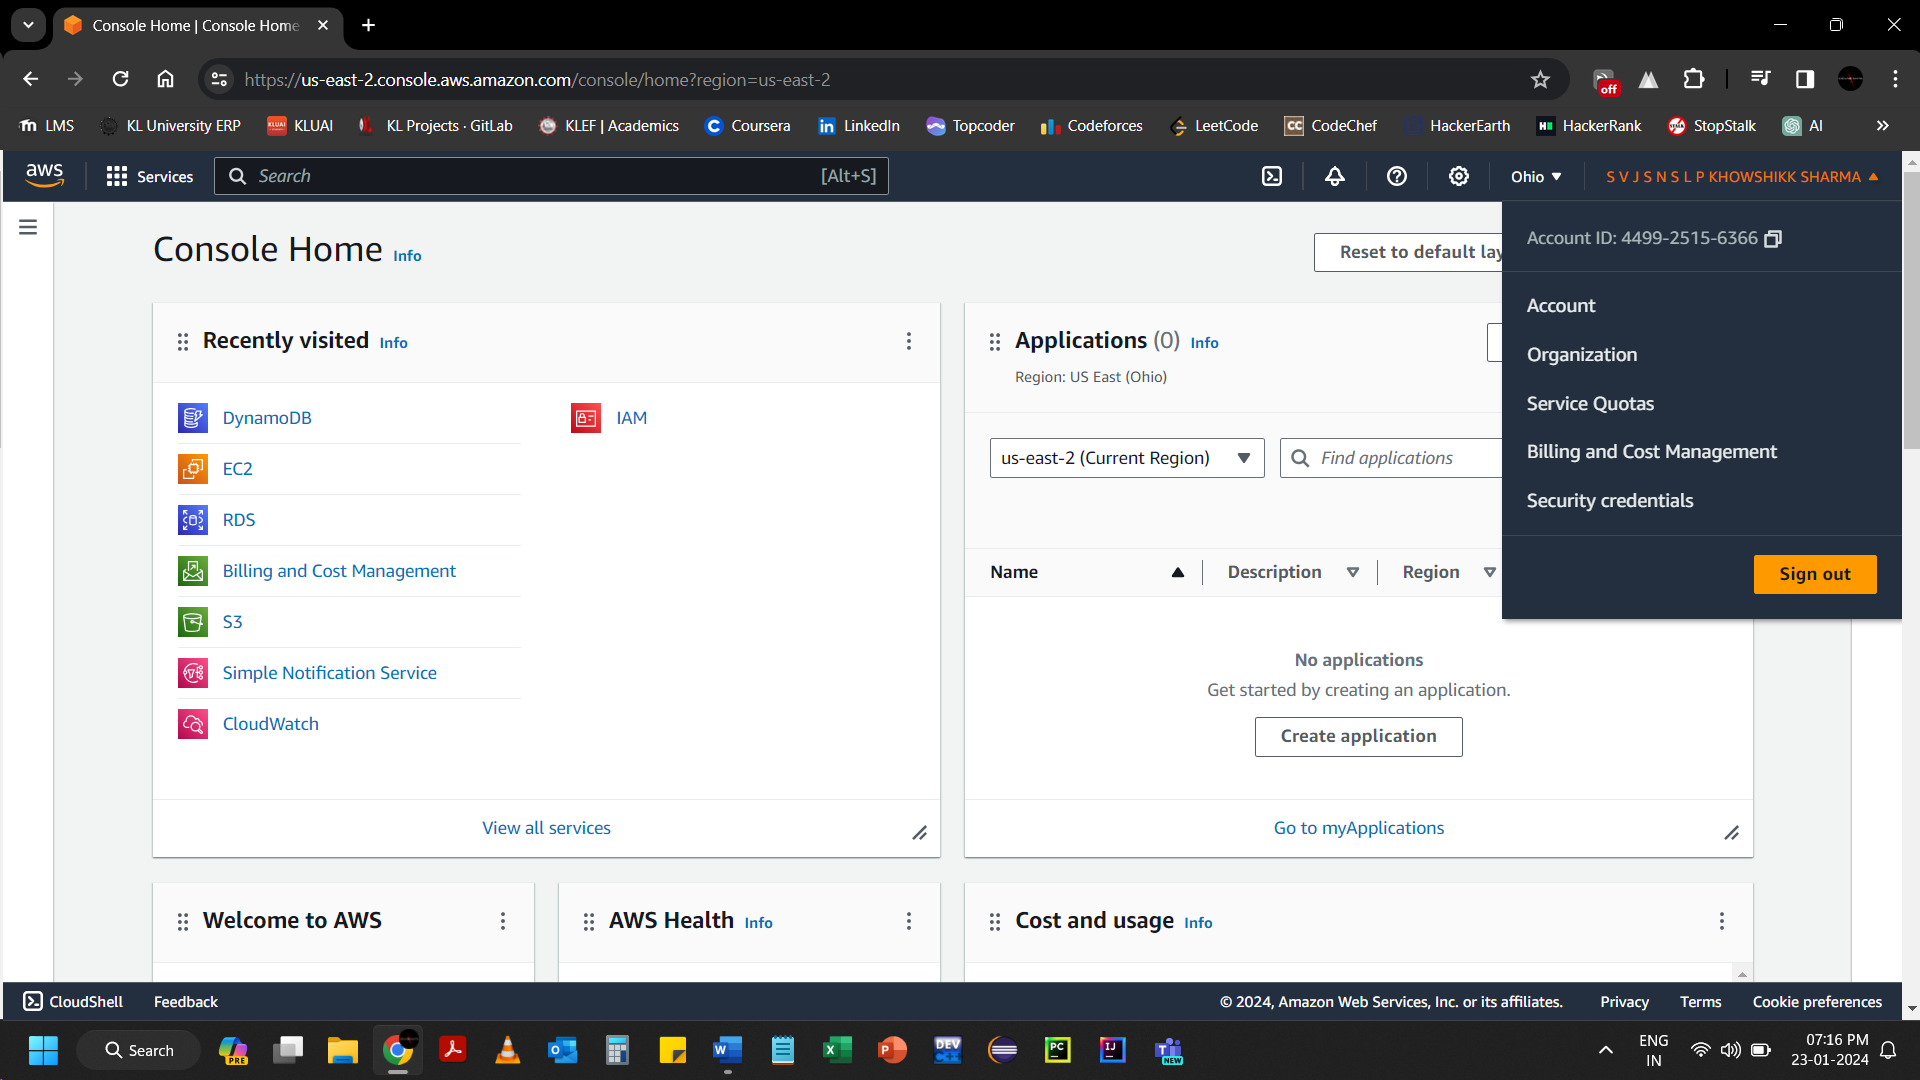 Console Home | Console Home
https://us-east-2.console.aws.amazon.com/console/home?region=us-east-2
off
LMS
KL University ERP
KLUAI
KL Projects · GitLab
KLEF | Academics
Coursera
LinkedIn
Topcoder
Codeforces
LeetCode
CodeChef
HackerEarth
HackerRank
StopStalk
AI
aws
Services
Search
[Alt+S]
Ohio
S V J S N S L P KHOWSHIKK SHARMA
Account ID: 4499-2515-6366
Account
Organization
Service Quotas
Billing and Cost Management
Security credentials
Sign out
Console Home Info
Reset to default lay
Recently visited Info
DynamoDB
IAM
EC2
RDS
Billing and Cost Management
S3
Simple Notification Service
CloudWatch
View all services
Applications (0) Info
Region: US East (Ohio)
us-east-2 (Current Region)
Find applications
Name
Description
Region
No applications
Get started by creating an application.
Create application
Go to myApplications
Welcome to AWS
AWS Health Info
Cost and usage Info
CloudShell
Feedback
© 2024, Amazon Web Services, Inc. or its affiliates.
Privacy
Terms
Cookie preferences
Search
PRE
DEV
PC
IJ
NEW
ENG
IN
07:16 PM
23-01-2024